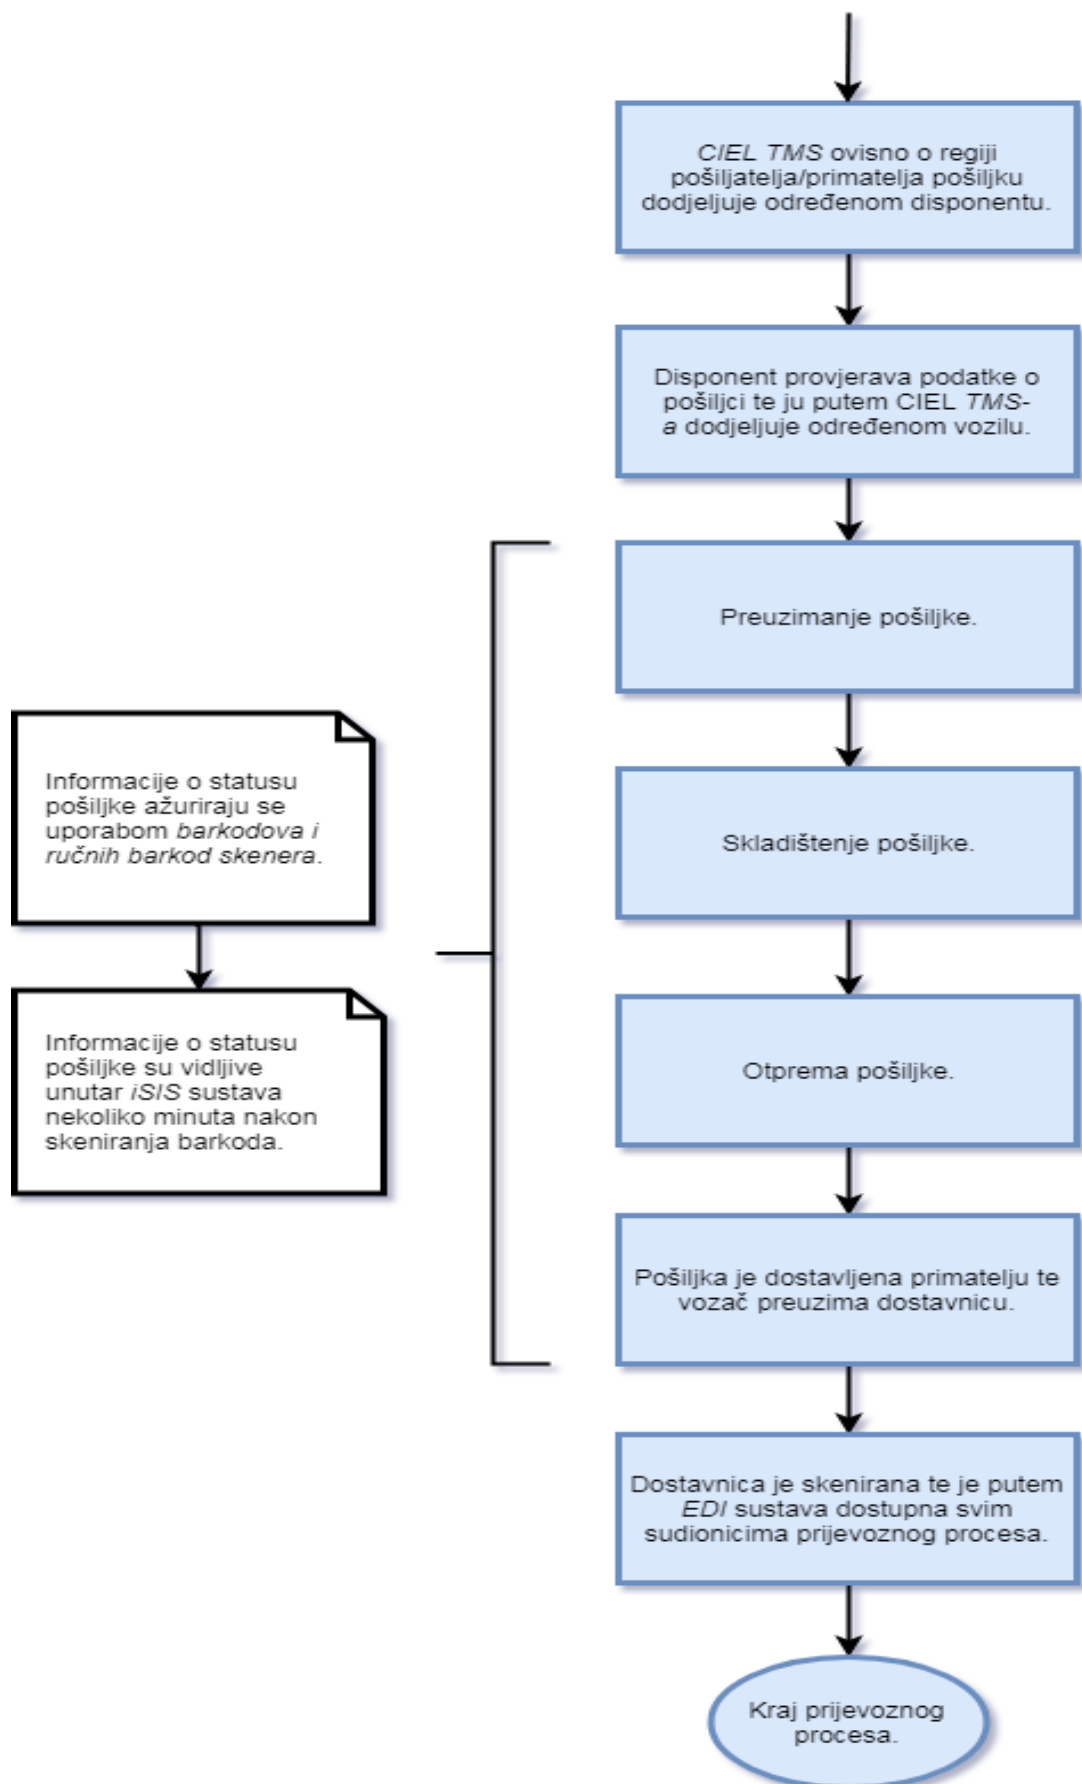 CIEL TMS ovisno o regiji
pošiljatelja/primatelja pošiljku
dodjeljuje određenom disponentu.
Disponent provjerava podatke o
pošiljci te ju putem CIEL TMS-
a dodjeljuje određenom vozilu.
Preuzimanje pošiljke.
Informacije o statusu
pošiljke ažuriraju se
uporabom barkodova i
ručnih barkod skenera.
Skladištenje pošiljke.
Informacije o statusu
pošiljke su vidljive
unutar iSIS sustava
nekoliko minuta nakon
skeniranja barkoda.
Otprema pošiljke.
Pošiljka je dostavljena primatelju te
vozač preuzima dostavnicu.
Dostavnica je skenirana te je putem
EDI sustava dostupna svim
sudionicima prijevoznog procesa.
Kraj prijevoznog
procesa.